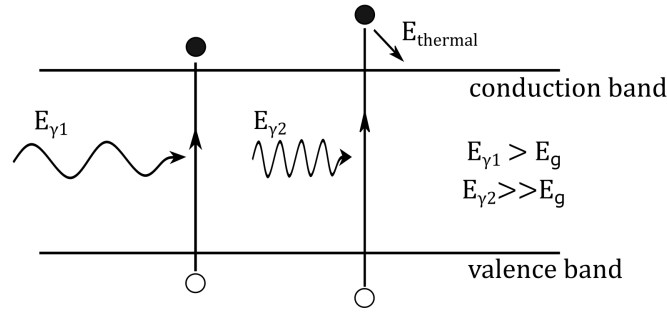 E_thermal
conduction band
E_γ1
E_γ2
E_γ1 > E_g
E_γ2 >> E_g
valence band